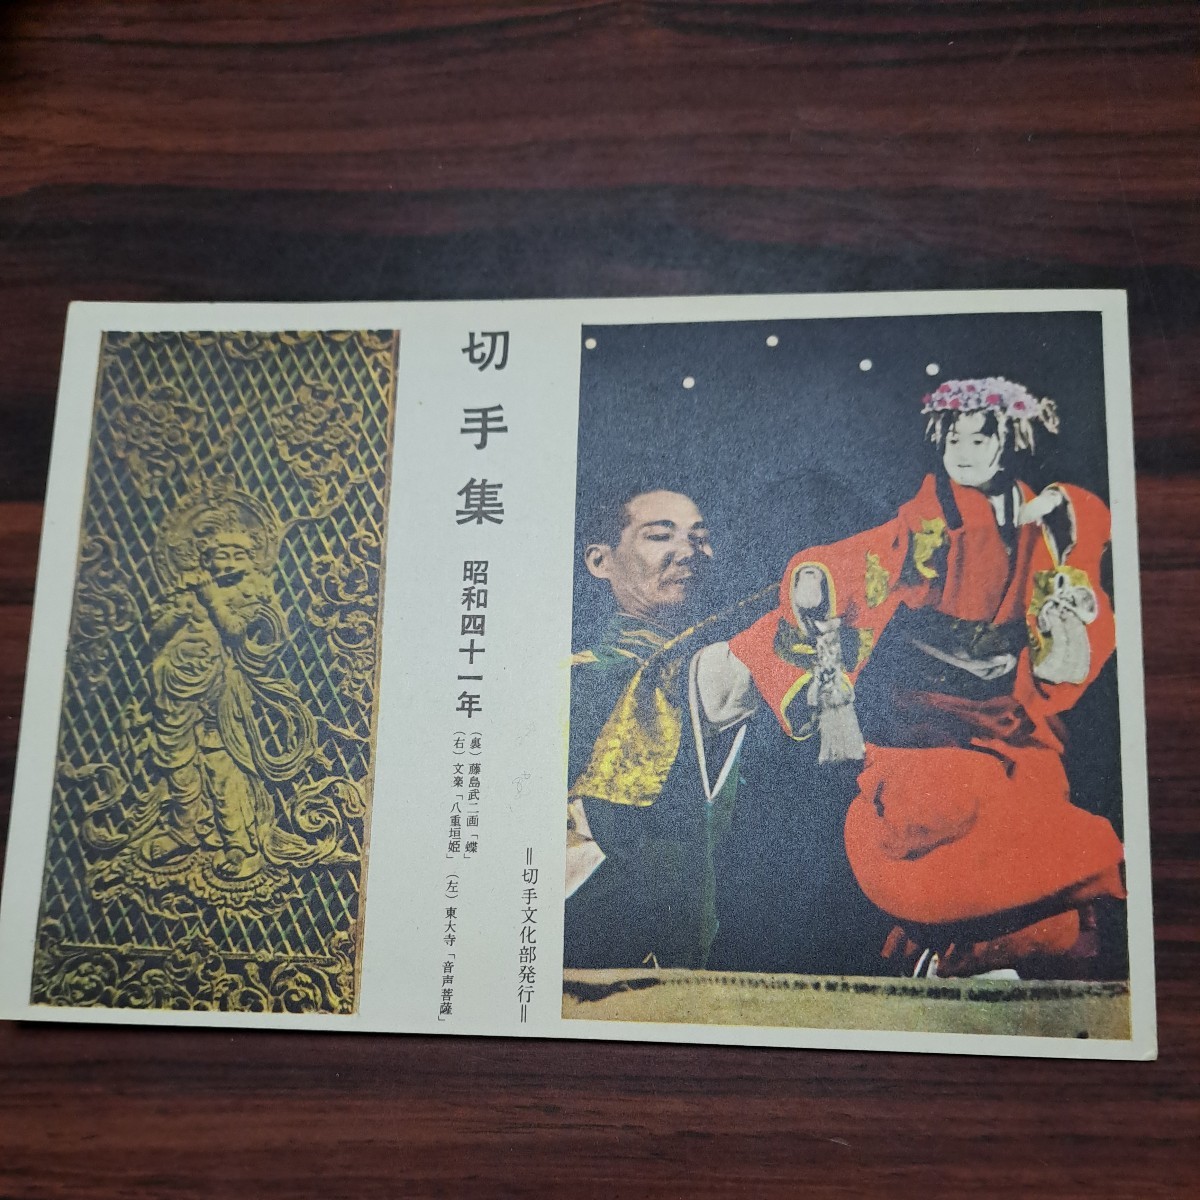 切手集 昭和四十一年
(裏) 藤島武二画「蝶」
(右) 文楽「八重垣姫」 (左) 東大寺「音声菩薩」
=切手文化部発行=